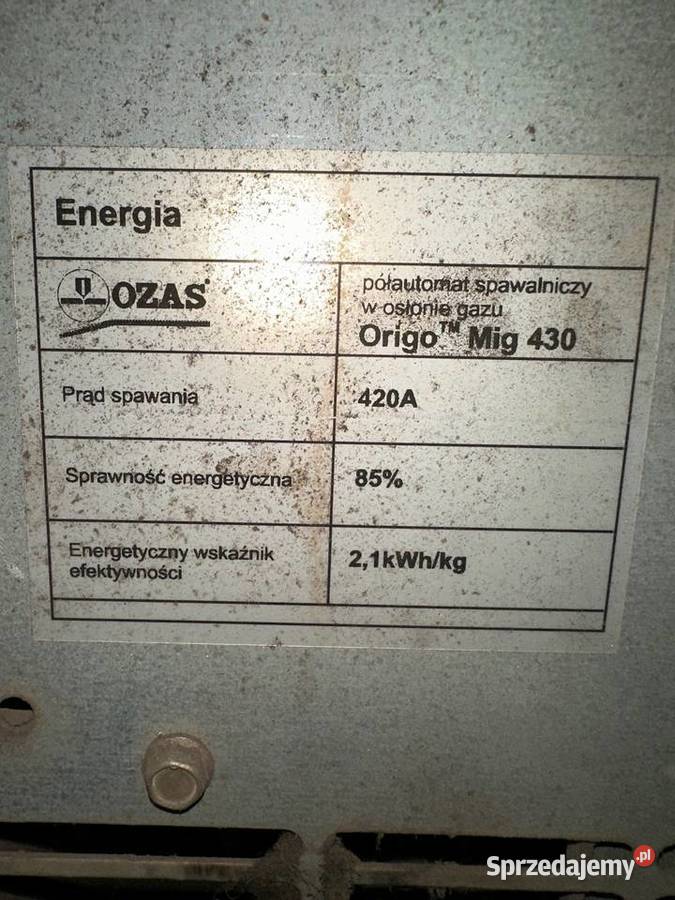 Energia
OZAS
półautomat spawalniczy
w osłonie gazu
Origo™ Mig 430
Prąd spawania
420A
Sprawność energetyczna
85%
Energetyczny wskaźnik
efektywności
2,1kWh/kg
Sprzedajemy.pl